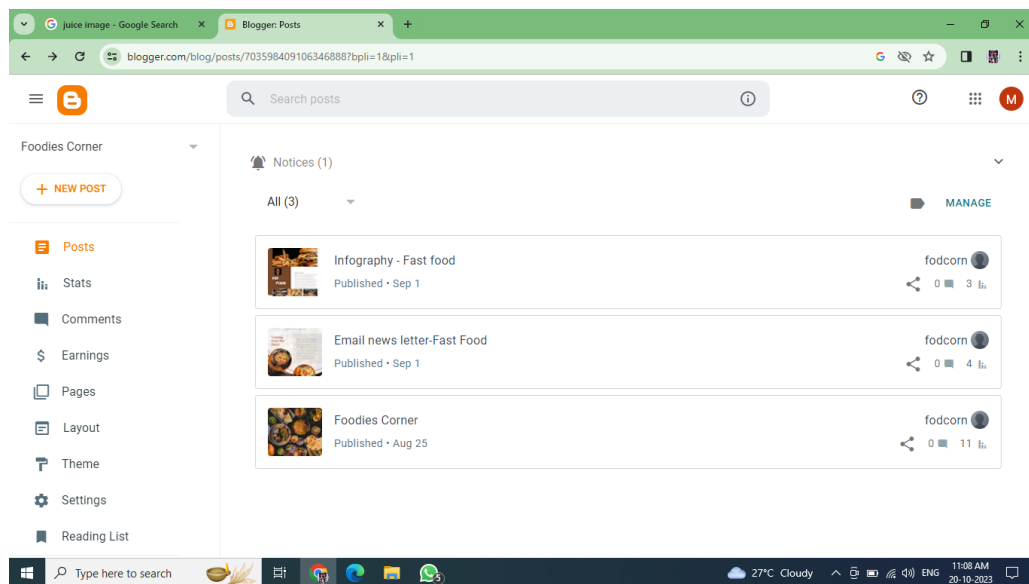 juice image - Google Search
Blogger: Posts
blogger.com/blog/posts/7035984091063468888?bpli=1&pli=1
Search posts
M
Foodies Corner
NEW POST
Posts
Stats
Comments
Earnings
Pages
Layout
Theme
Settings
Reading List
Notices (1)
All (3)
MANAGE
Infography - Fast food
Published • Sep 1
fodcorn
0 3
Email news letter-Fast Food
Published • Sep 1
fodcorn
0 4
Foodies Corner
Published • Aug 25
fodcorn
0 11
Type here to search
5
27°C Cloudy
ENG
11:08 AM
20-10-2023